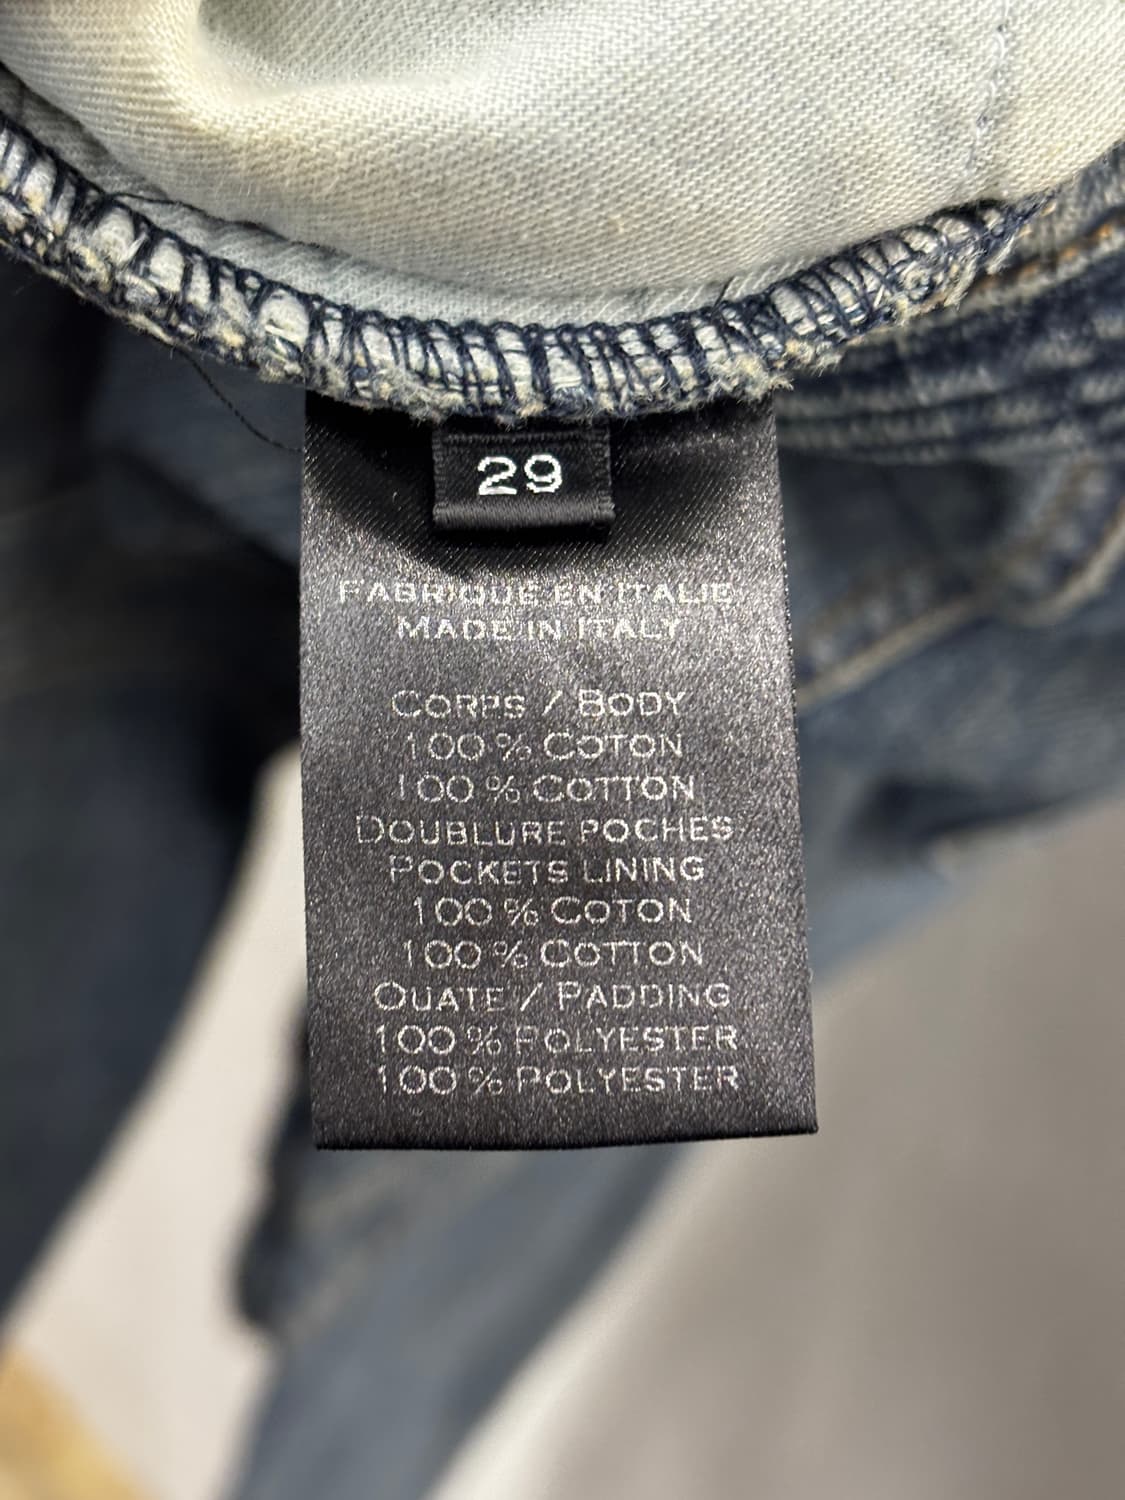 29
FABRIQUE EN ITALIE
MADE IN ITALY
CORPS / BODY
100 % COTON
100 % COTTON
DOUBLURE POCHES
POCKETS LINING
100 % COTON
100 % COTTON
OUATE / PADDING
100 % POLYESTER
100 % POLYESTER